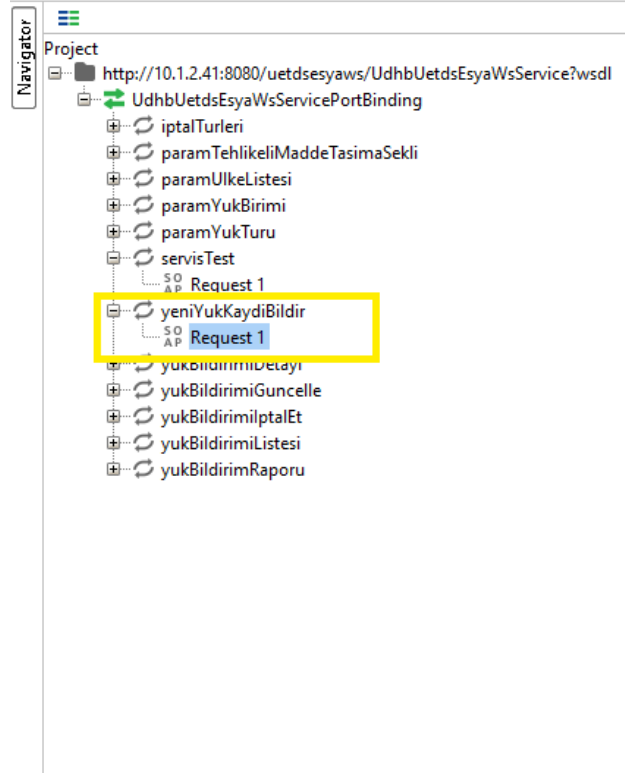 Navigator
Project
http://10.1.2.41:8080/uetdsesyaws/UdhbUetdsEsyaWsService?wsdl
UdhbUetdsEsyaWsServicePortBinding
iptalTurleri
paramTehlikeliMaddeTasimaSekli
paramUlkeListesi
paramYukBirimi
paramYukTuru
servisTest
SOAP Request 1
yeniYukKaydiBildir
SOAP Request 1
yukBildirimiDetayi
yukBildirimiGuncelle
yukBildirimiIptalEt
yukBildirimiListesi
yukBildirimRaporu